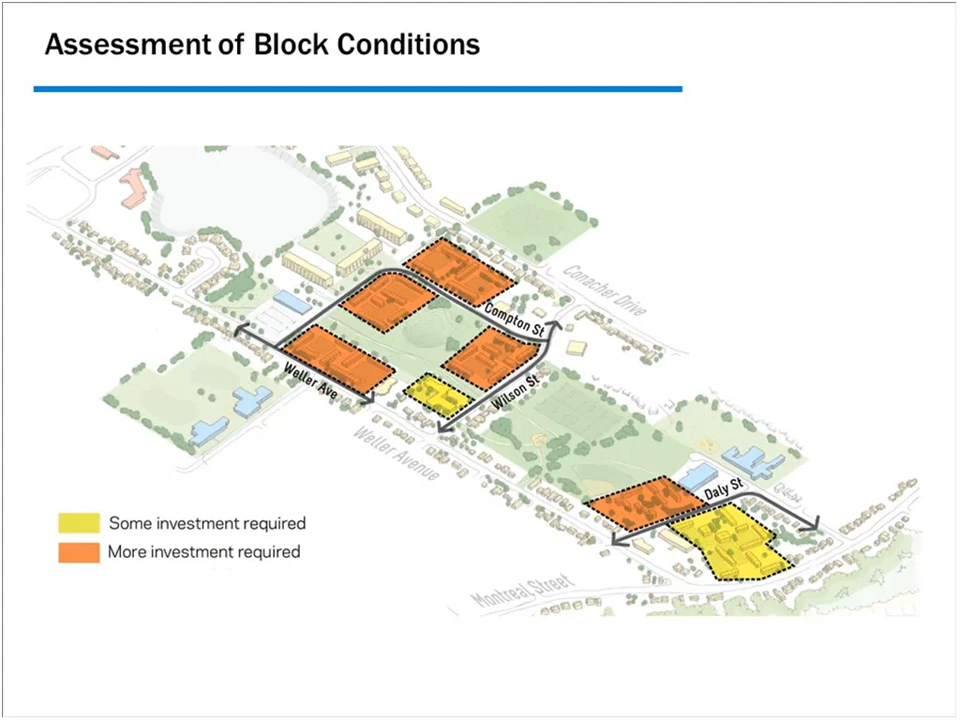 Assessment of Block Conditions
Conacher Drive
Compton St
Weller Ave
Wilson St
Weller Avenue
Daly St
Some investment required
More investment required
Montreal Street